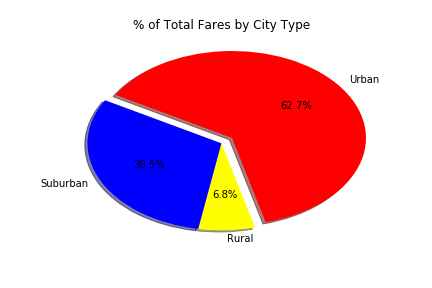 % of Total Fares by City Type
Urban
62.7%
30.5%
Suburban
6.8%
Rural